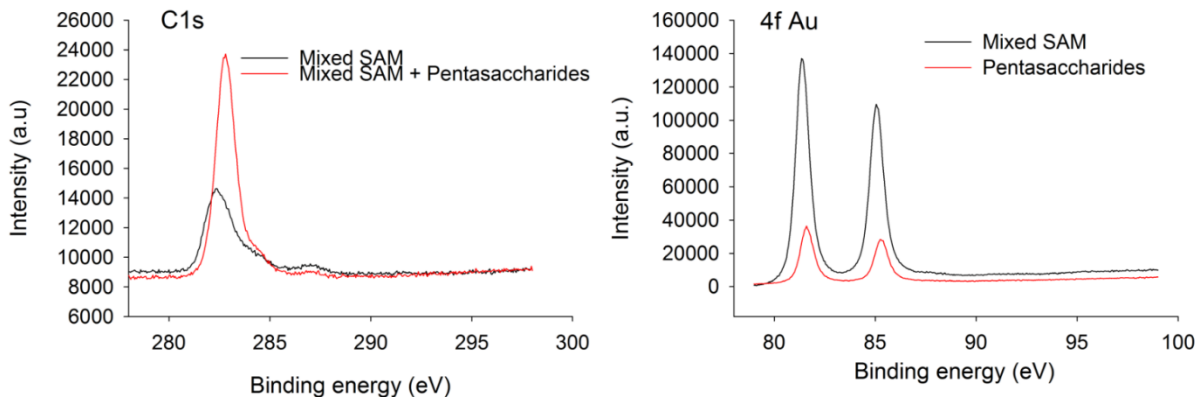 C1s
Mixed SAM
Mixed SAM + Pentasaccharides
Intensity (a.u)
26000
24000
22000
20000
18000
16000
14000
12000
10000
8000
6000
280 285 290 295 300
Binding energy (eV)
4f Au
Mixed SAM
Pentasaccharides
Intensity (a.u.)
160000
140000
120000
100000
80000
60000
40000
20000
0
80 85 90 95 100
Binding energy (eV)